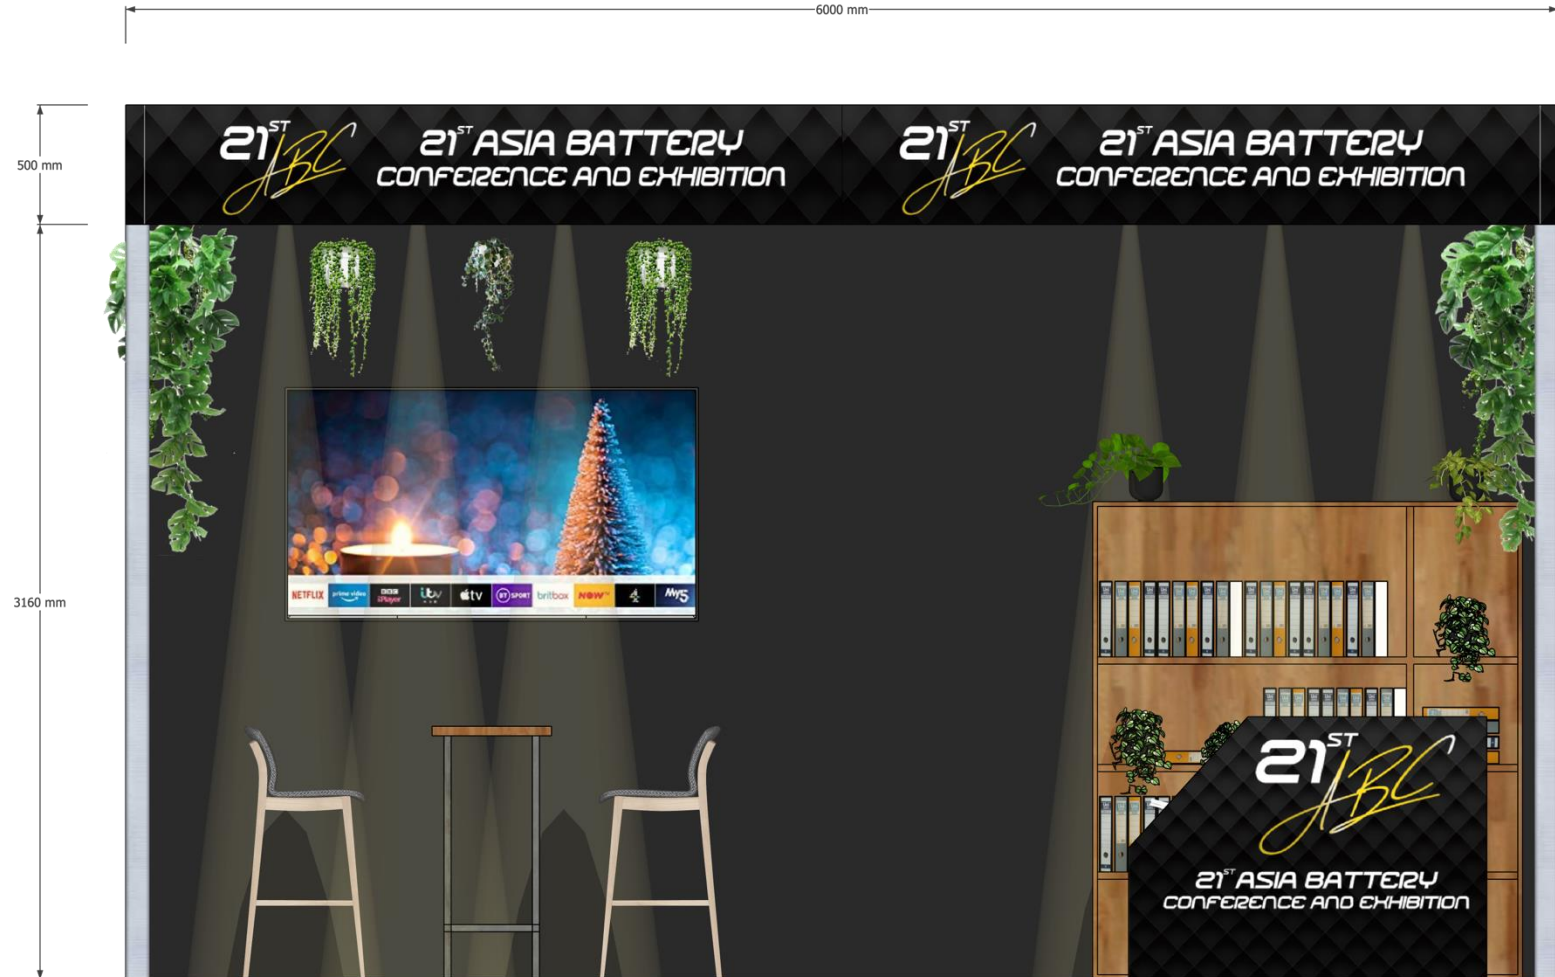 6000 mm
500 mm
21ST ABC
21ST ASIA BATTERY
CONFERENCE AND EXHIBITION
21ST ABC
21ST ASIA BATTERY
CONFERENCE AND EXHIBITION
3160 mm
NETFLIX prime video BBC iPlayer itv HUB tv BT SPORT britbox NOW 4 My5
21ST ABC
21ST ASIA BATTERY
CONFERENCE AND EXHIBITION